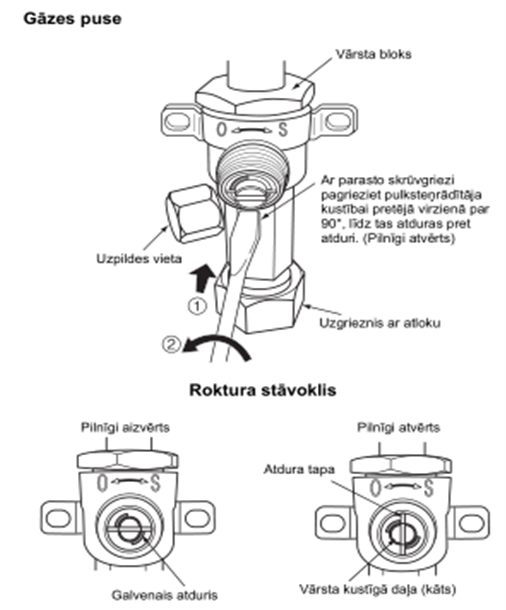 Gāzes puse
Vārsta bloks
O S
Ar parasto skrūvgriezi
pagrieziet pulksteņrādītāja
kustībai pretējā virzienā par
90°, līdz tas atduras pret
atduri. (Pilnīgi atvērts)
Uzpildes vieta
①
Uzgrieznis ar atloku
②
Roktura stāvoklis
Pilnīgi aizvērts
Pilnīgi atvērts
Atdura tapa
O S
O S
Galvenais atduris
Vārsta kustīgā daļa (kāts)